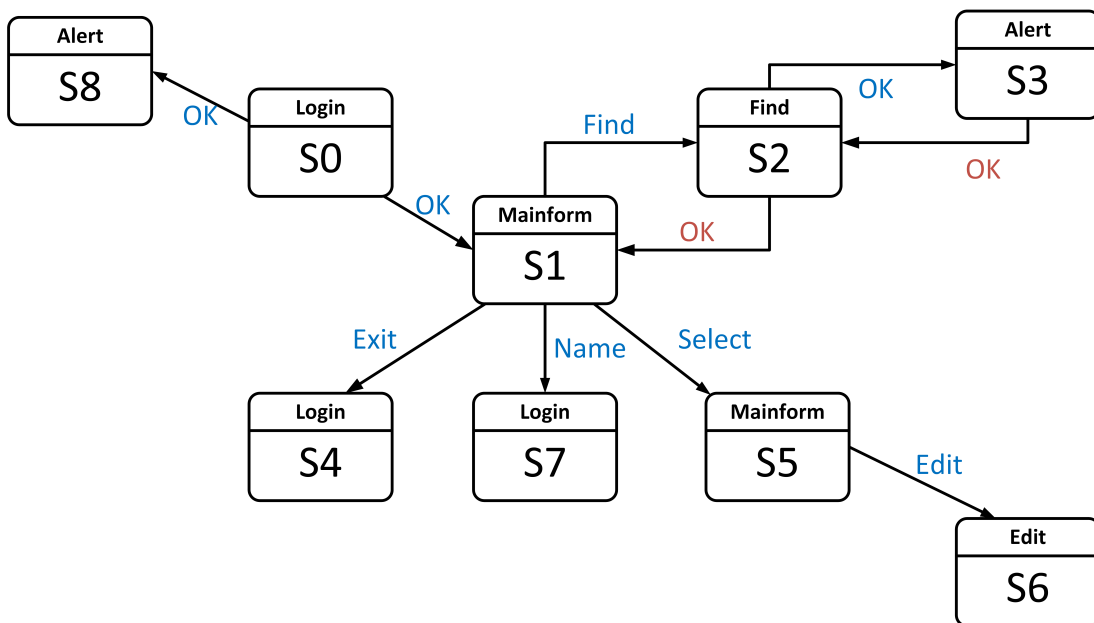 Alert
S8
OK
Login
S0
OK
Alert
S3
OK
Find
S2
OK
Find
Mainform
S1
OK
Exit
Name
Select
Login
S4
Login
S7
Mainform
S5
Edit
Edit
S6